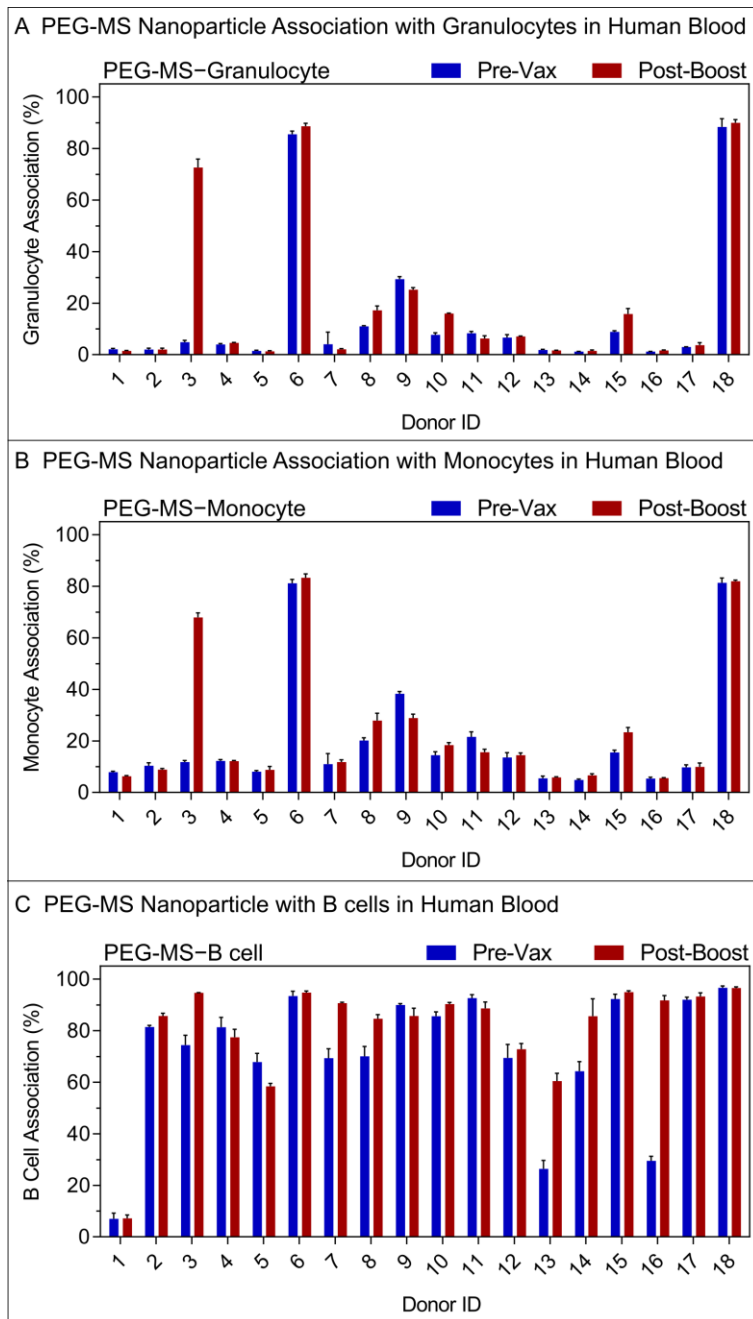 A PEG-MS Nanoparticle Association with Granulocytes in Human Blood
PEG-MS−Granulocyte Pre-Vax Post-Boost
Granulocyte Association (%)
100
80
60
40
20
0
1 2 3 4 5 6 7 8 9 10 11 12 13 14 15 16 17 18
Donor ID
B PEG-MS Nanoparticle Association with Monocytes in Human Blood
PEG-MS−Monocyte Pre-Vax Post-Boost
Monocyte Association (%)
100
80
60
40
20
0
1 2 3 4 5 6 7 8 9 10 11 12 13 14 15 16 17 18
Donor ID
C PEG-MS Nanoparticle with B cells in Human Blood
PEG-MS−B cell Pre-Vax Post-Boost
B Cell Association (%)
100
80
60
40
20
0
1 2 3 4 5 6 7 8 9 10 11 12 13 14 15 16 17 18
Donor ID